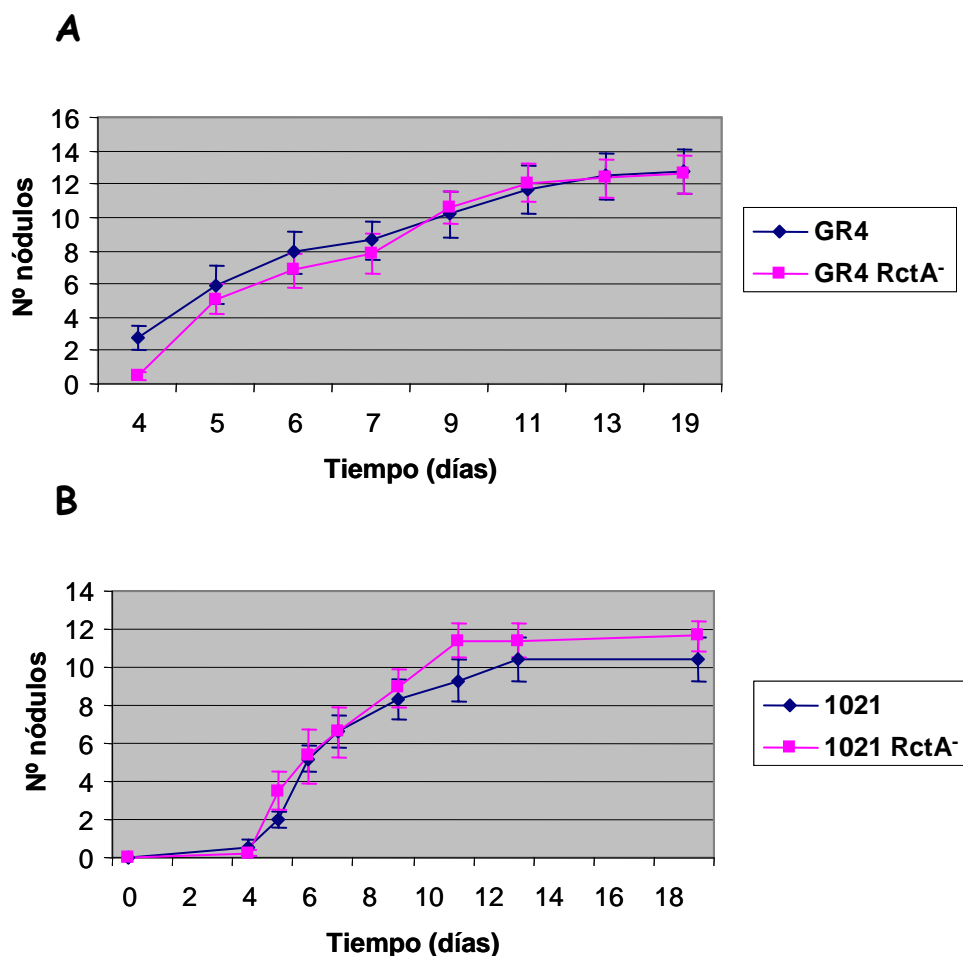 A
16
14
12
10
8
6
4
2
0
Nº nódulos
4 5 6 7 9 11 13 19
Tiempo (días)
GR4
GR4 RctA⁻
B
14
12
10
8
6
4
2
0
Nº nódulos
0 2 4 6 8 10 12 14 16 18
Tiempo (días)
1021
1021 RctA⁻